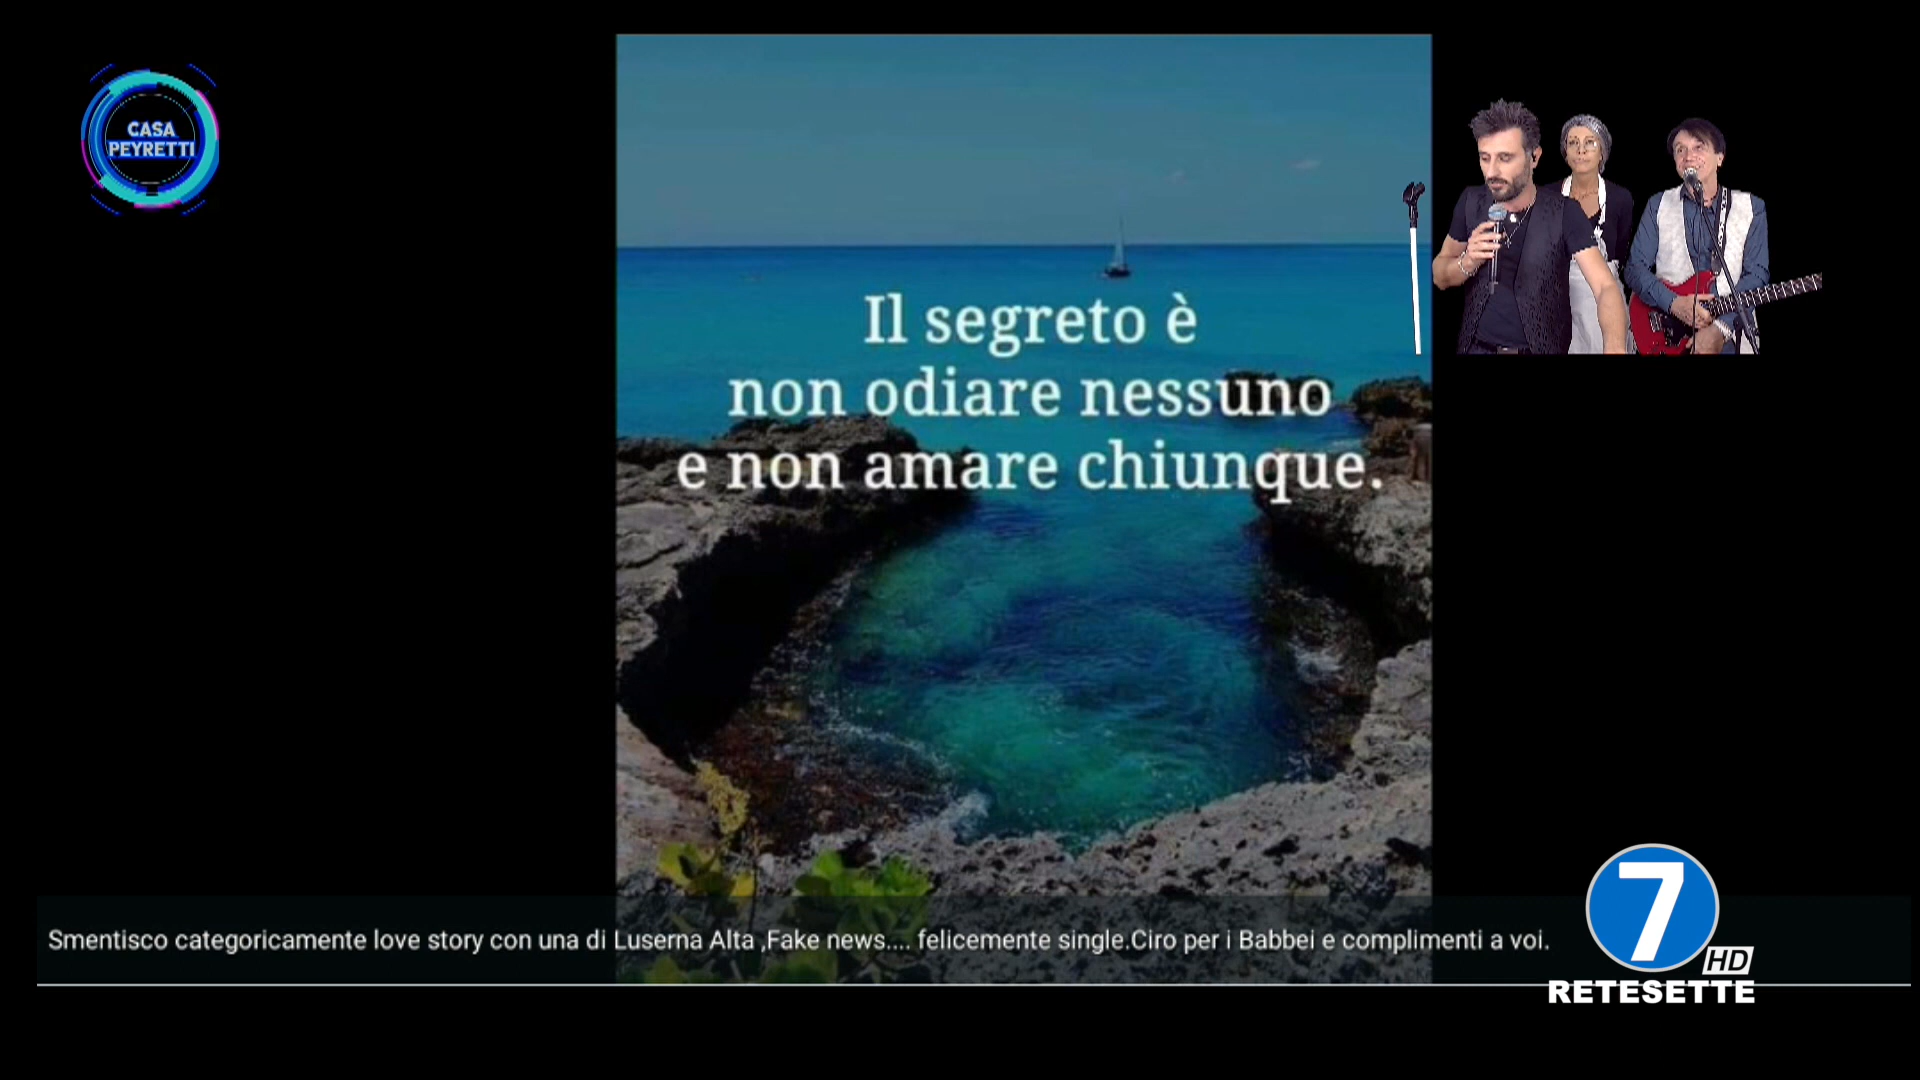 CASA
PEYRETTI
Il segreto è
non odiare nessuno
e non amare chiunque.
Smentisco categoricamente love story con una di Luserna Alta ,Fake news.... felicemente single.Ciro per i Babbei e complimenti a voi.
7
HD
RETESETTE